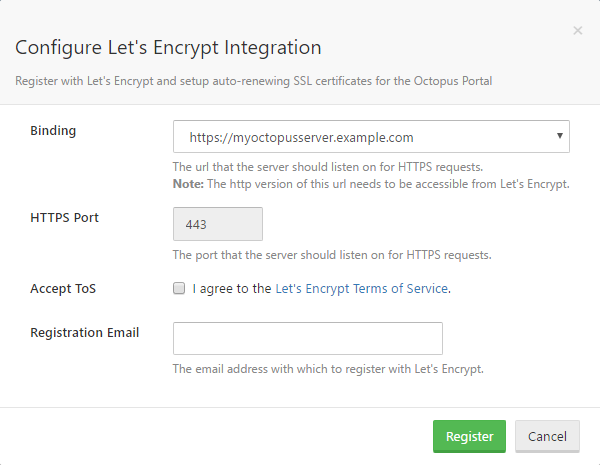 ×
Configure Let's Encrypt Integration
Register with Let's Encrypt and setup auto-renewing SSL certificates for the Octopus Portal
Binding
https://myoctopusserver.example.com
The url that the server should listen on for HTTPS requests.
Note: The http version of this url needs to be accessible from Let's Encrypt.
HTTPS Port
443
The port that the server should listen on for HTTPS requests.
Accept ToS
I agree to the Let's Encrypt Terms of Service.
Registration Email
The email address with which to register with Let's Encrypt.
Register
Cancel